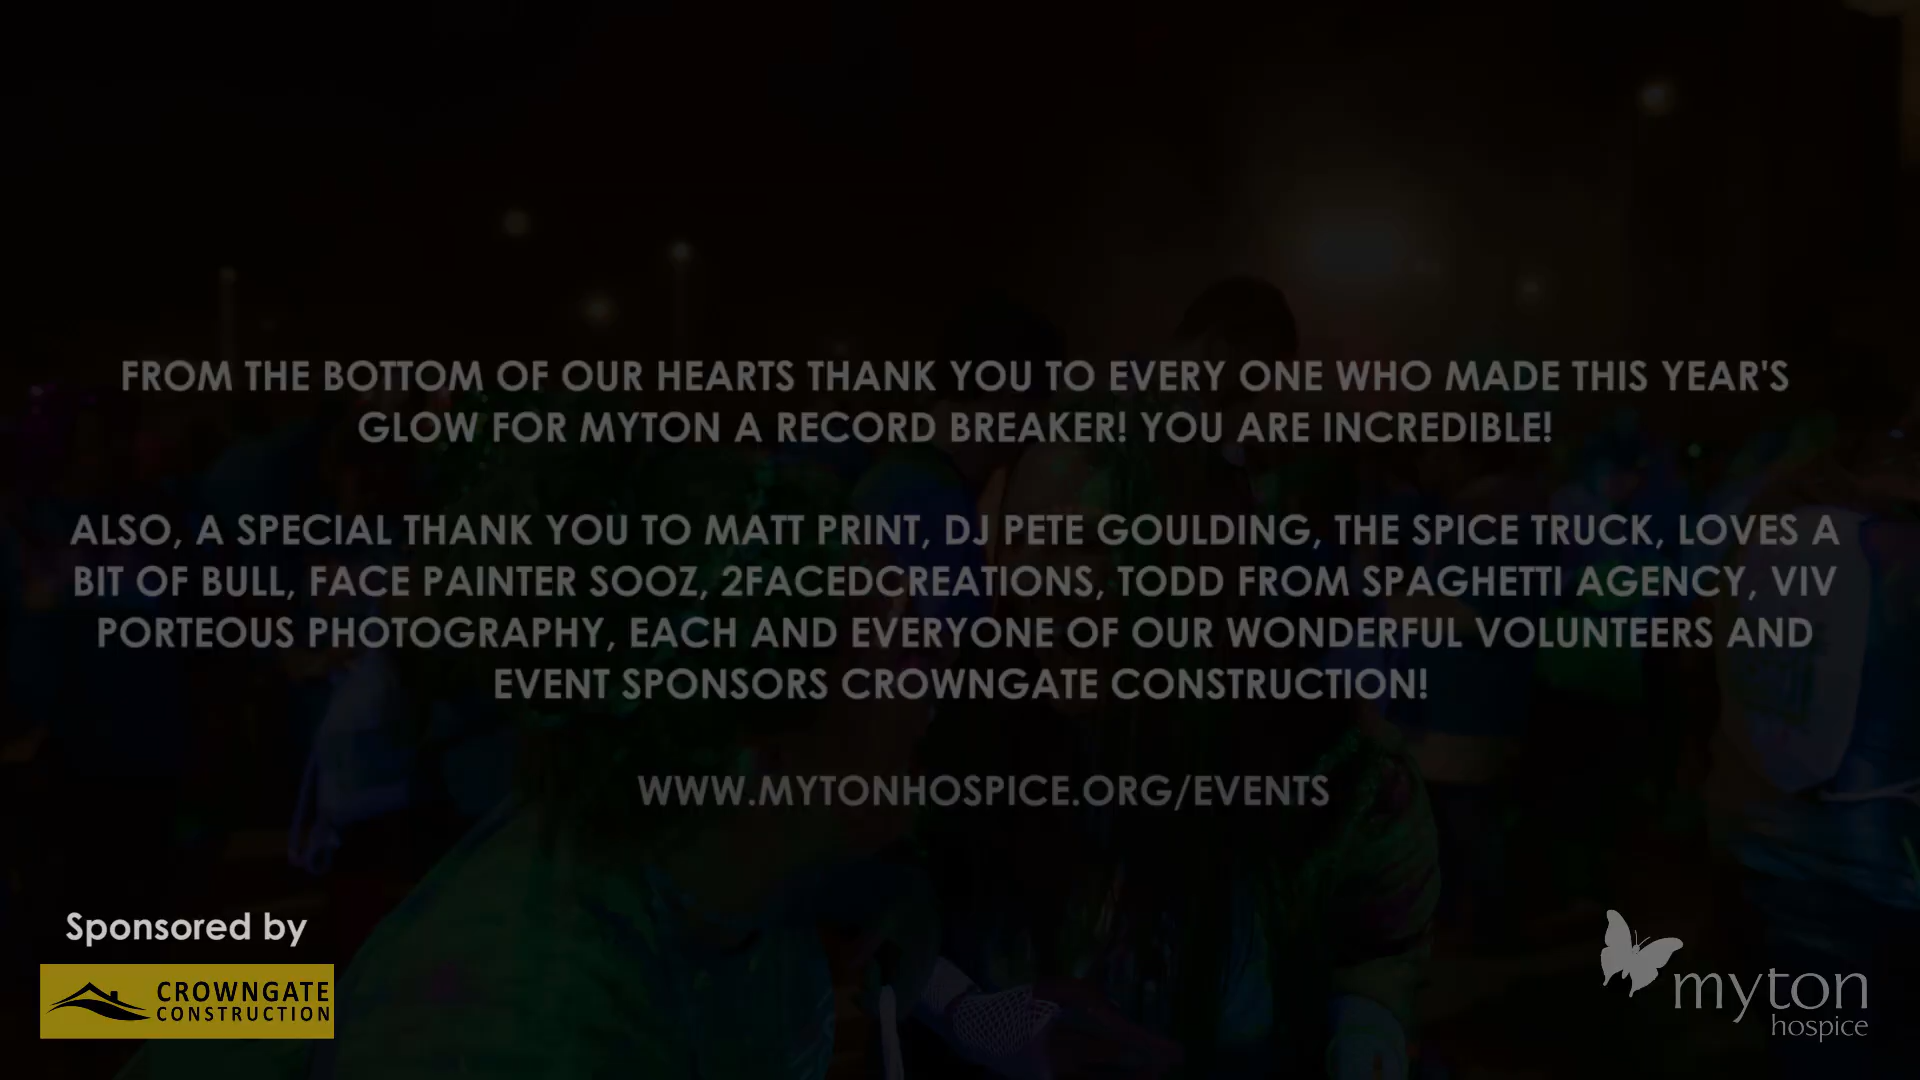 FROM THE BOTTOM OF OUR HEARTS THANK YOU TO EVERY ONE WHO MADE THIS YEAR'S
GLOW FOR MYTON A RECORD BREAKER! YOU ARE INCREDIBLE!
ALSO, A SPECIAL THANK YOU TO MATT PRINT, DJ PETE GOULDING, THE SPICE TRUCK, LOVES A
BIT OF BULL, FACE PAINTER SOOZ, 2FACEDCREATIONS, TODD FROM SPAGHETTI AGENCY, VIV
PORTEOUS PHOTOGRAPHY, EACH AND EVERYONE OF OUR WONDERFUL VOLUNTEERS AND
EVENT SPONSORS CROWNGATE CONSTRUCTION!
WWW.MYTONHOSPICE.ORG/EVENTS
Sponsored by
CROWNGATE
CONSTRUCTION
myton
hospice